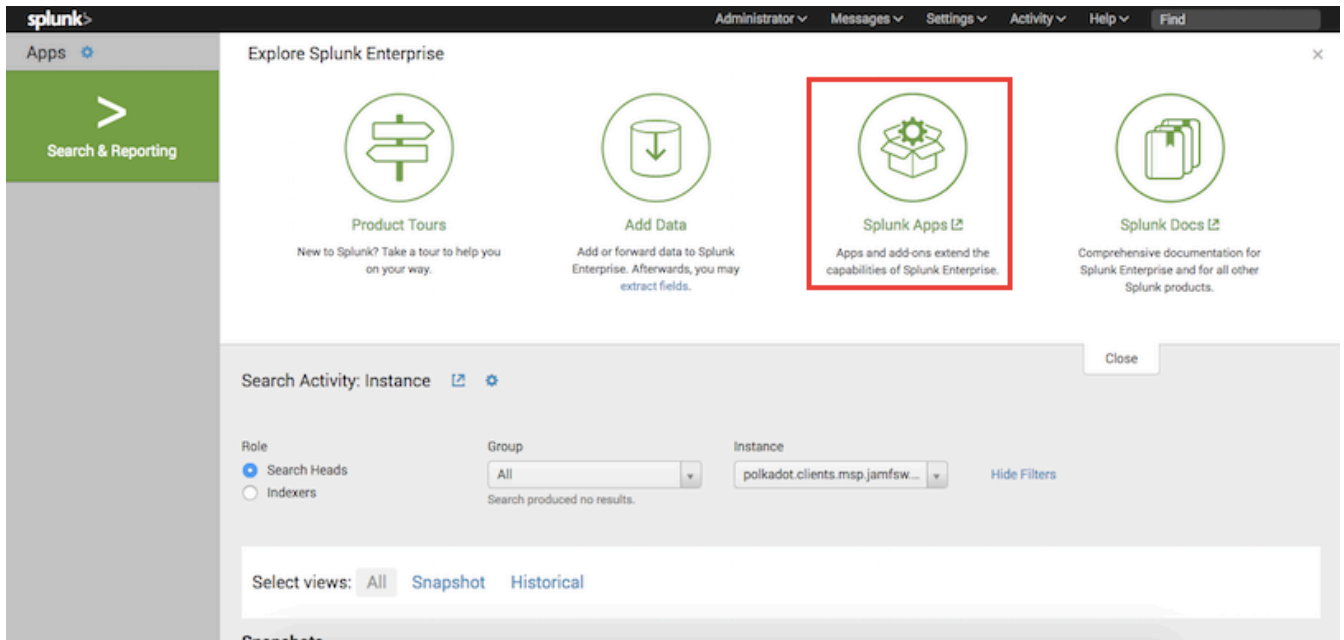 splunk>
Administrator Messages Settings Activity Help Find
Apps
Explore Splunk Enterprise
>
Search & Reporting
Product Tours
New to Splunk? Take a tour to help you
on your way.
Add Data
Add or forward data to Splunk
Enterprise. Afterwards, you may
extract fields.
Splunk Apps
Apps and add-ons extend the
capabilities of Splunk Enterprise.
Splunk Docs
Comprehensive documentation for
Splunk Enterprise and for all other
Splunk products.
Close
Search Activity: Instance
Role
Search Heads
Indexers
Group
All
Search produced no results.
Instance
polkadot.clients.msp.jamfsw...
Hide Filters
Select views: All Snapshot Historical
Snapshots